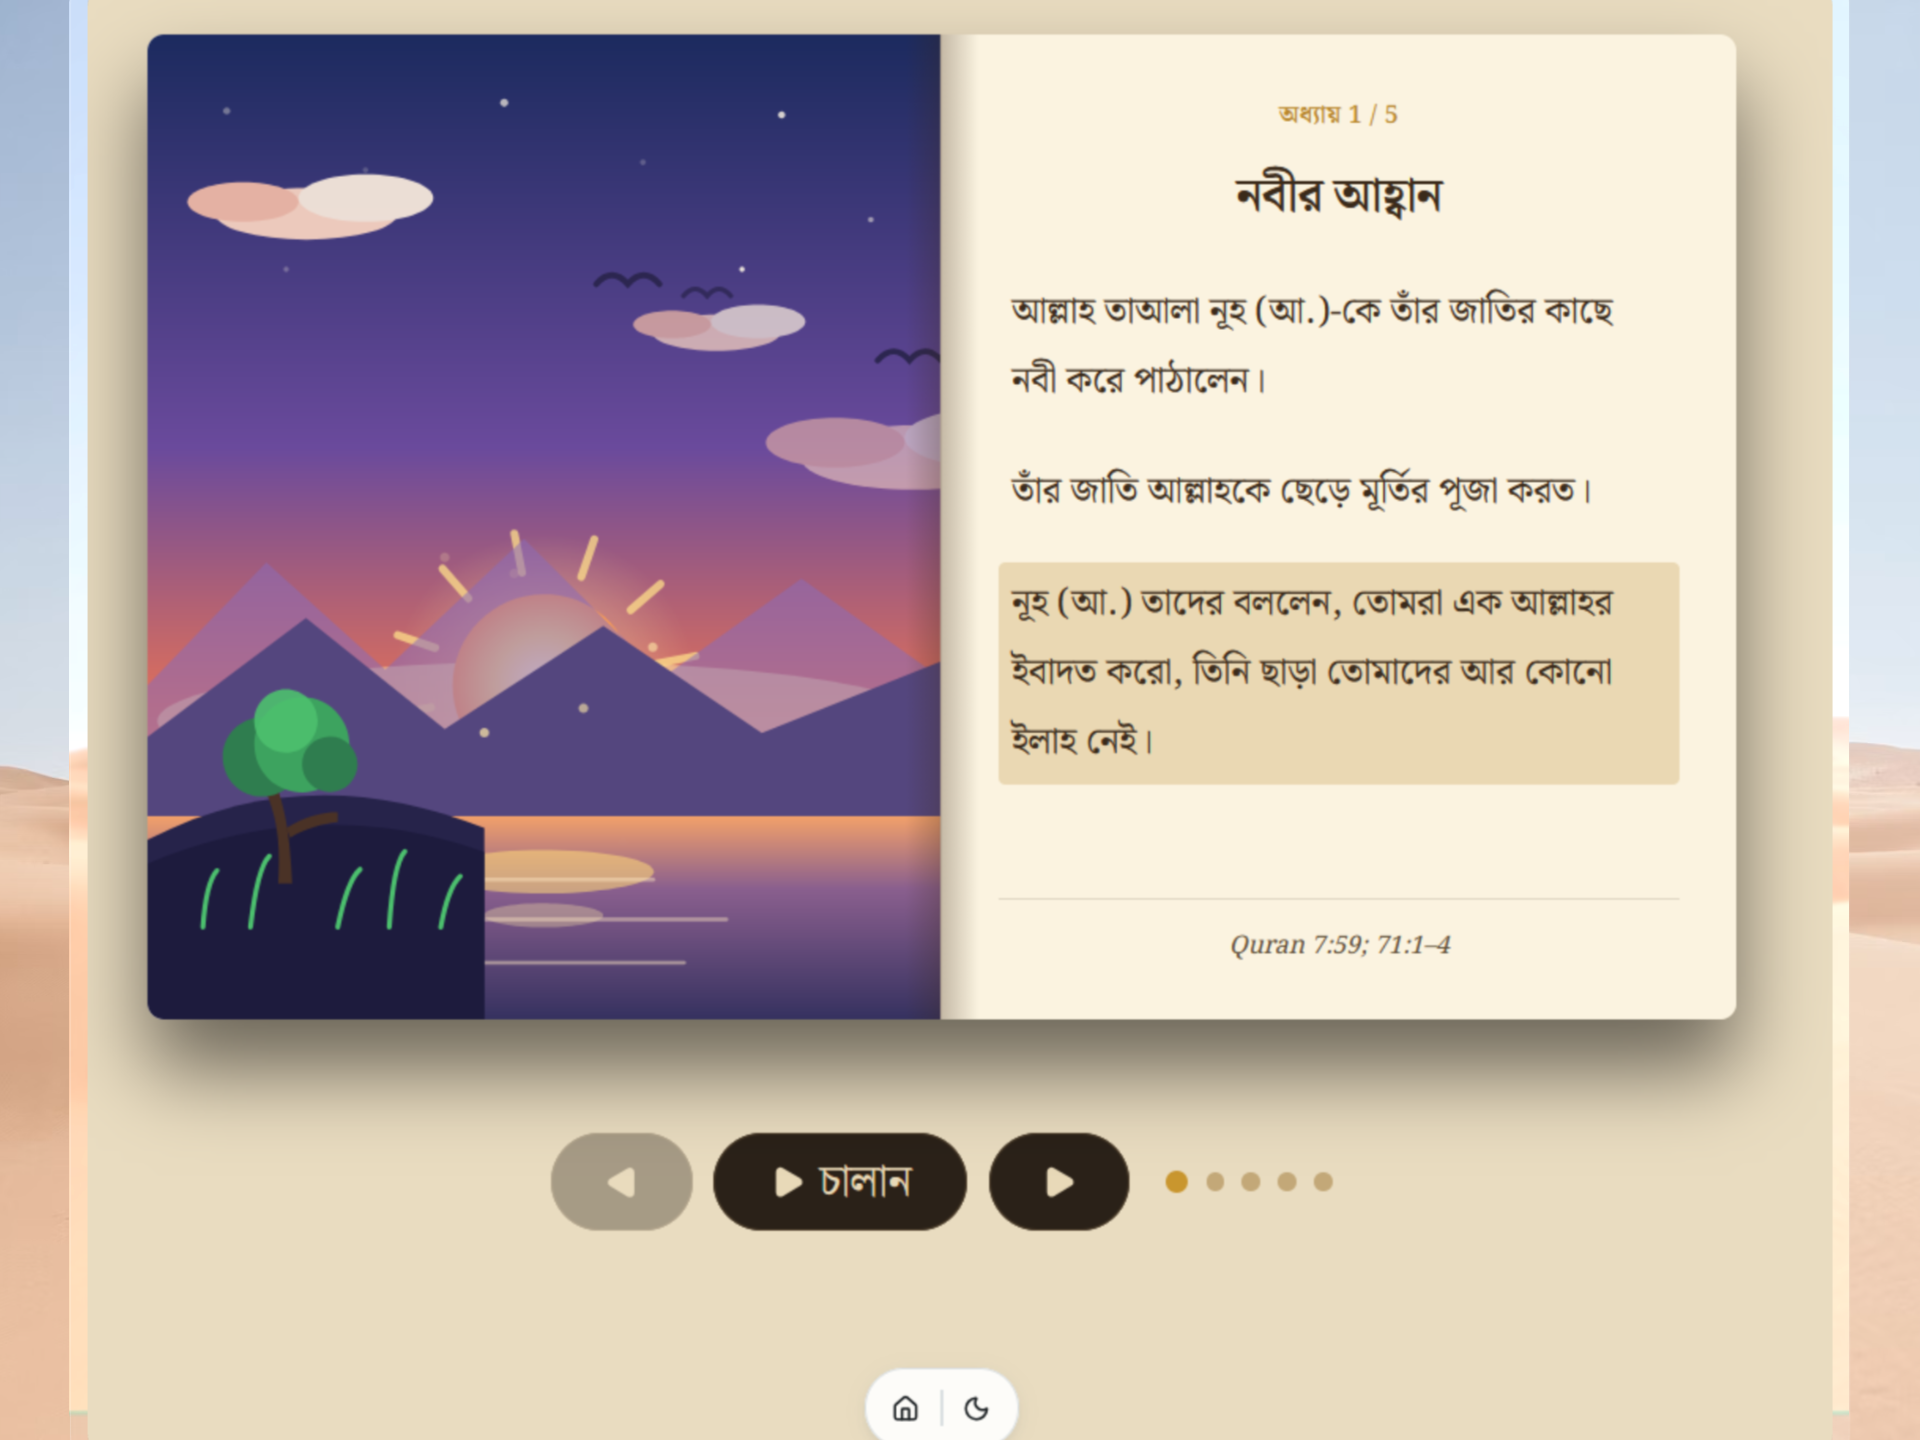 অধ্যায় 1 / 5
নবীর আহ্বান
আল্লাহ তাআলা নূহ (আ.)-কে তাঁর জাতির কাছে
নবী করে পাঠালেন।
তাঁর জাতি আল্লাহকে ছেড়ে মূর্তির পূজা করত।
নূহ (আ.) তাদের বললেন, তোমরা এক আল্লাহর
ইবাদত করো, তিনি ছাড়া তোমাদের আর কোনো
ইলাহ নেই।
Quran 7:59; 71:1–4
চালান